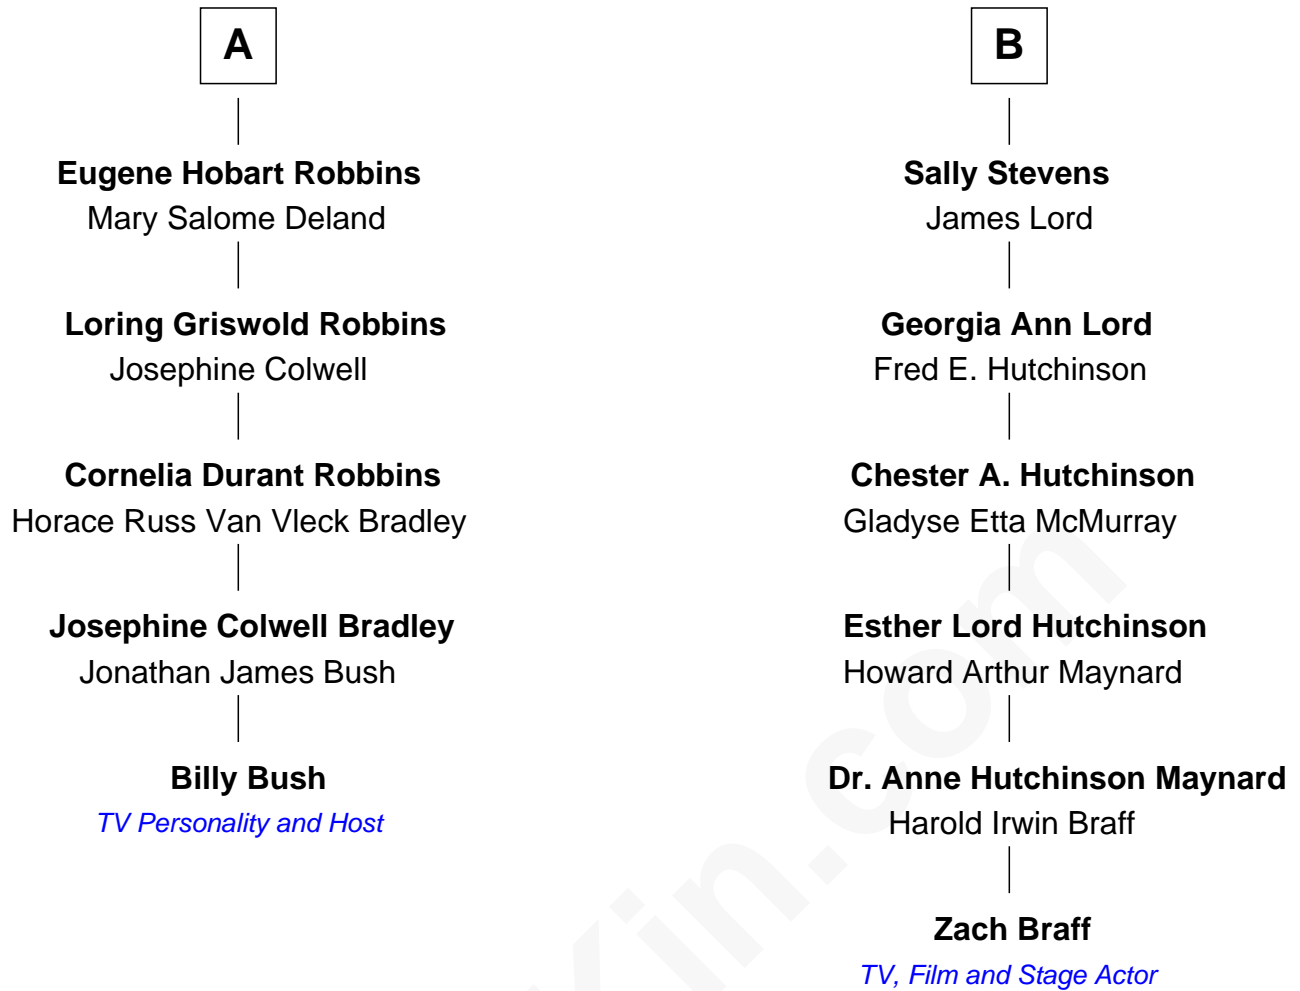 A
Eugene Hobart Robbins
Mary Salome Deland
Loring Griswold Robbins
Josephine Colwell
Cornelia Durant Robbins
Horace Russ Van Vleck Bradley
Josephine Colwell Bradley
Jonathan James Bush
Billy Bush
TV Personality and Host
B
Sally Stevens
James Lord
Georgia Ann Lord
Fred E. Hutchinson
Chester A. Hutchinson
Gladyse Etta McMurray
Esther Lord Hutchinson
Howard Arthur Maynard
Dr. Anne Hutchinson Maynard
Harold Irwin Braff
Zach Braff
TV, Film and Stage Actor
Kin.com